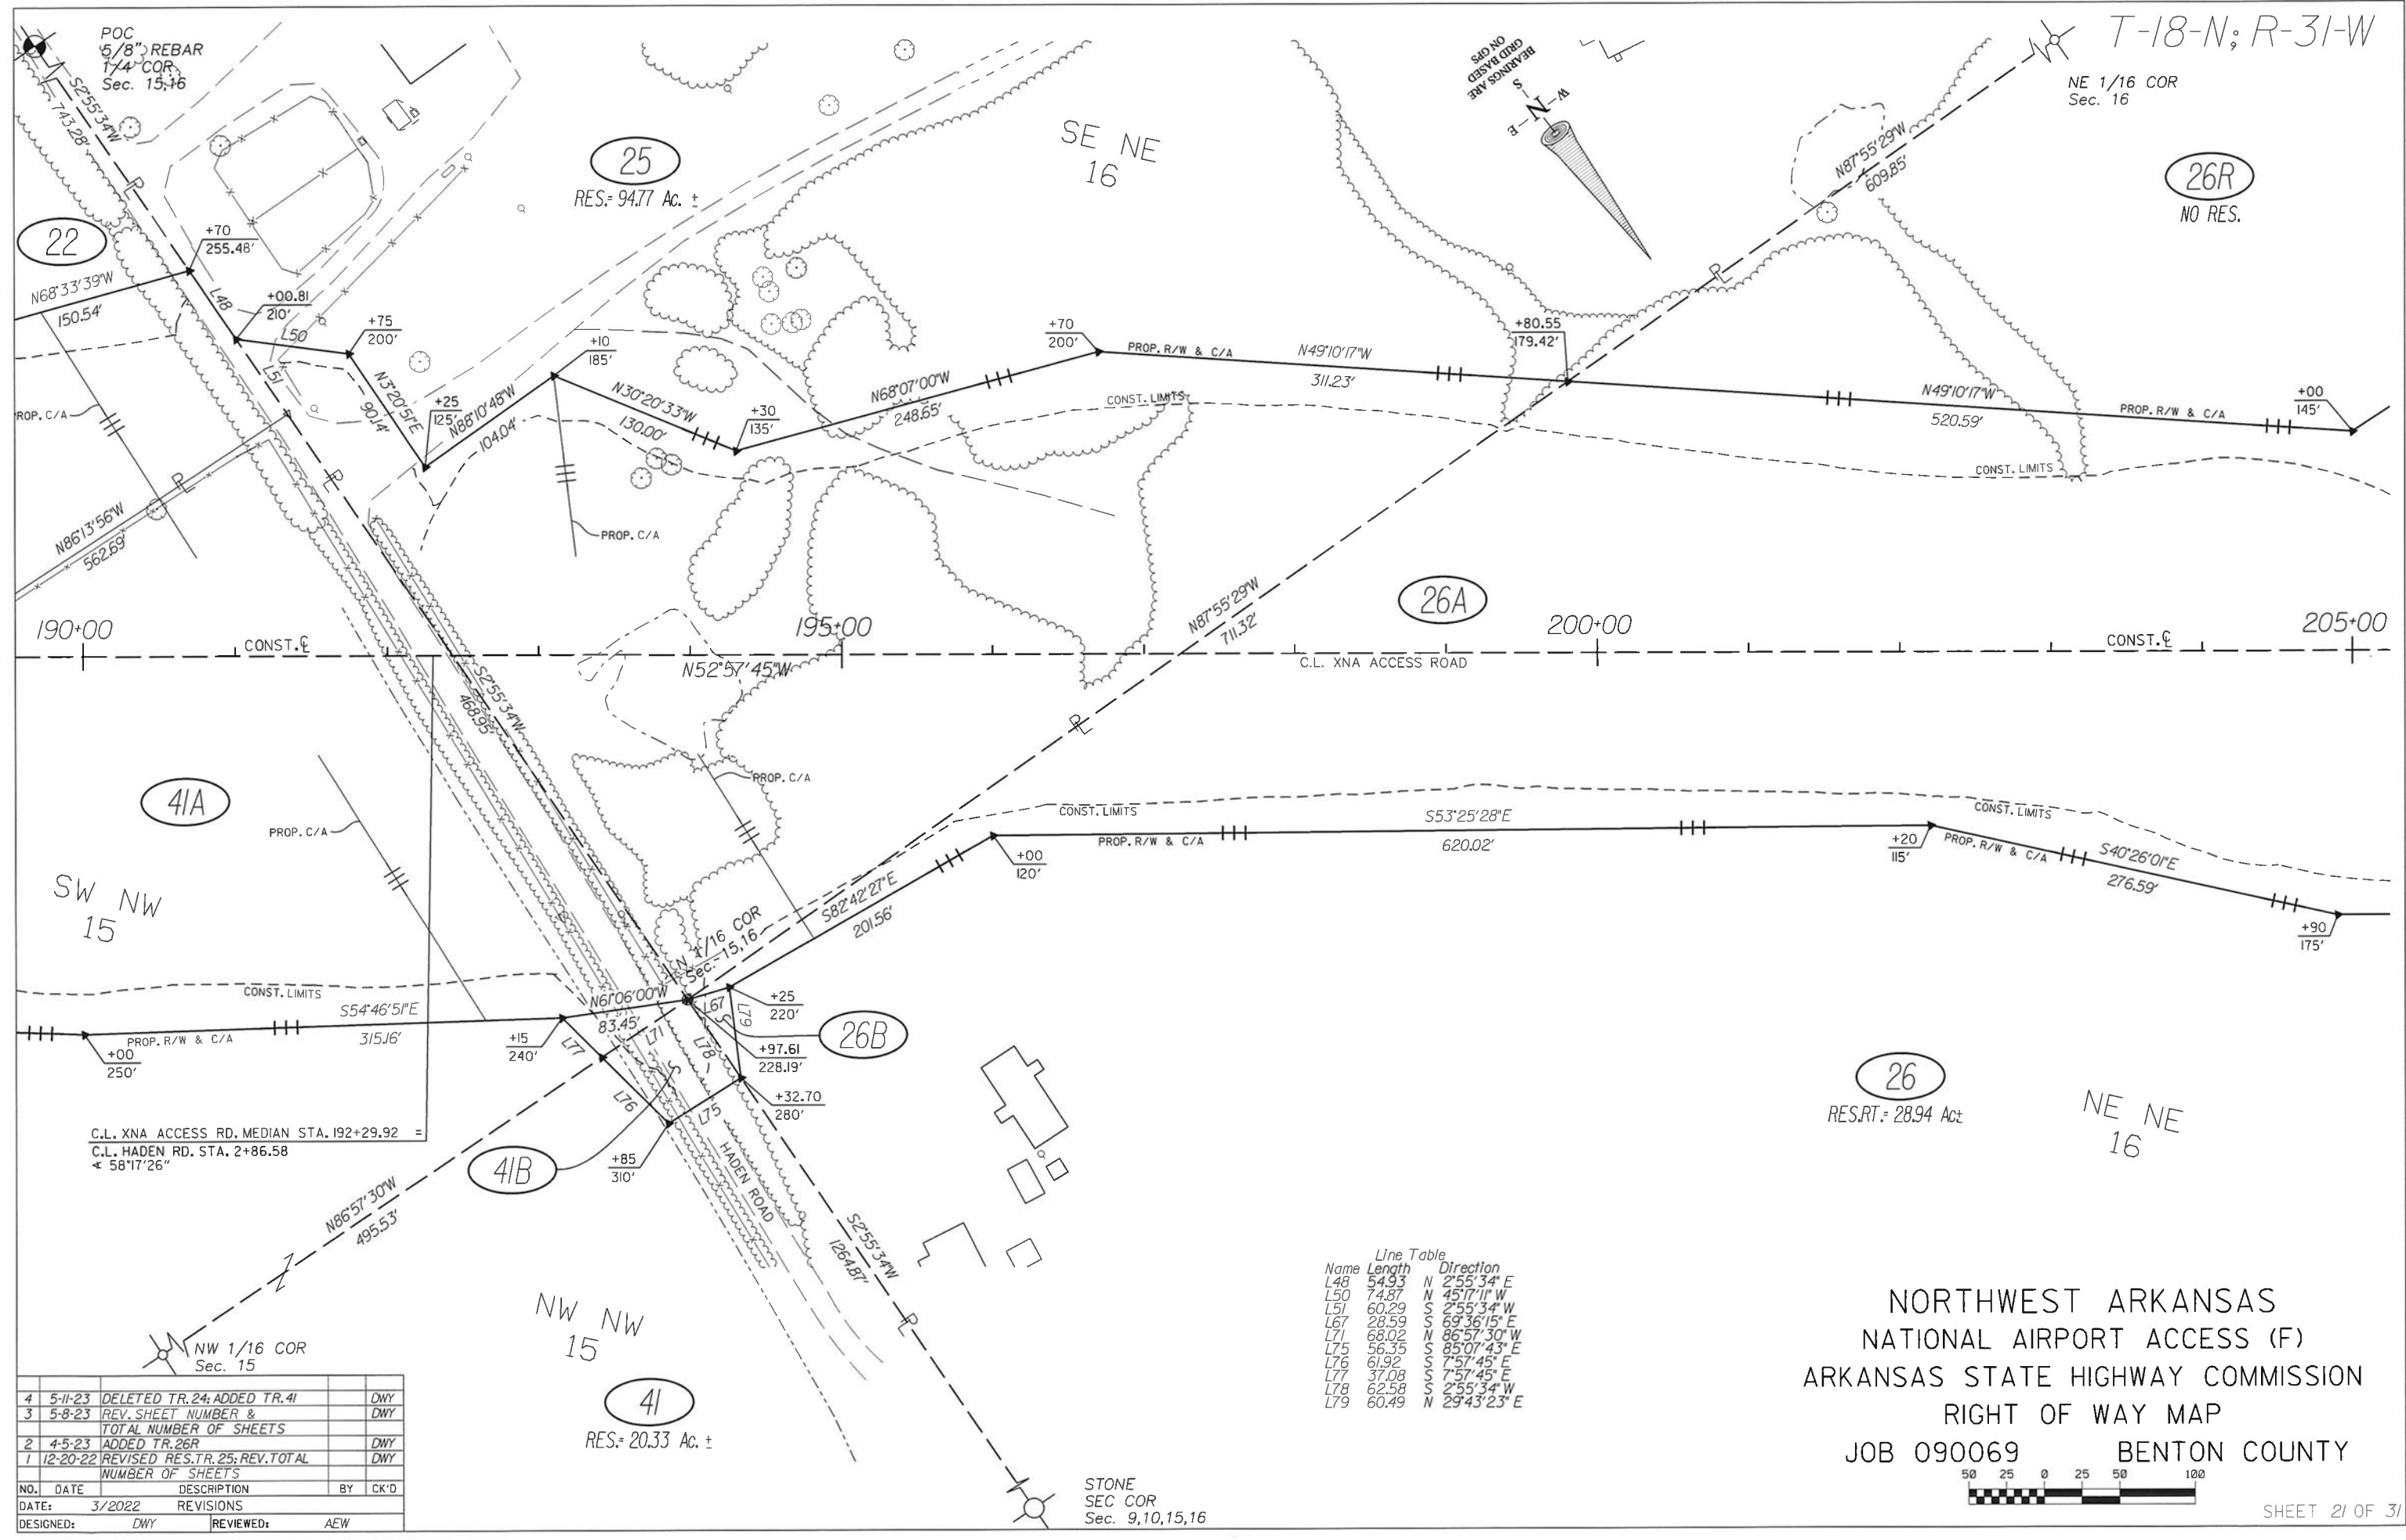 T-18-N; R-31-W
POC
5/8" REBAR
1/4 COR
Sec. 15,16
S2°55'34"W
743.28'
BEARINGS ARE
GRID BASED
ON GPS
S
W
N
E
NE 1/16 COR
Sec. 16
25
RES.= 94.77 Ac. ±
SE NE
16
N87°55'29"W
609.85'
26R
NO RES.
22
+70
255.48'
N68°33'39"W
150.54'
L48
+00.81
210'
L50
+75
200'
L51
N3°20'51"E
90.14'
+25
125'
N88°10'48"W
104.04'
+10
185'
N30°20'33"W
130.00'
+30
135'
N68°07'00"W
248.65'
+70
200'
PROP. R/W & C/A
N49°10'17"W
311.23'
+80.55
179.42'
N49°10'17"W
520.59'
PROP. R/W & C/A
+00
145'
CONST. LIMITS
CONST. LIMITS
ROP. C/A
PROP. C/A
N86°13'56"W
562.69'
190+00
CONST. ℄
195+00
N52°57'45"W
N87°55'29"W
711.32'
26A
200+00
C.L. XNA ACCESS ROAD
CONST. ℄
205+00
S2°55'34"W
468.95'
41A
PROP. C/A
PROP. C/A
SW NW
15
CONST. LIMITS
PROP. R/W & C/A
S53°25'28"E
620.02'
+00
120'
+20
115'
CONST. LIMITS
PROP. R/W & C/A
S40°26'01"E
276.59'
+90
175'
S82°42'27"E
201.56'
N 1/16 COR
Sec. 15,16
CONST. LIMITS
S54°46'51"E
315.16'
PROP. R/W & C/A
+00
250'
N61°06'00"W
83.45'
+15
240'
L67
L79
+25
220'
26B
+97.61
228.19'
L71
L77
L78
L76
L75
+32.70
280'
+85
310'
41B
HADEN ROAD
C.L. XNA ACCESS RD. MEDIAN STA. 192+29.92 =
C.L. HADEN RD. STA. 2+86.58
∢ 58°17'26"
N86°57'30"W
495.53'
S2°55'34"W
1264.87'
26
RES.RT.= 28.94 Ac±
NE NE
16
NW 1/16 COR
Sec. 15
NW NW
15
41
RES.= 20.33 Ac. ±
STONE
SEC COR
Sec. 9,10,15,16
Line Table
Name Length Direction
L48 54.93 N 2°55'34" E
L50 74.87 N 45°17'11" W
L51 60.29 S 2°55'34" W
L67 28.59 S 69°36'15" E
L71 68.02 N 86°57'30" W
L75 56.35 S 85°07'43" E
L76 61.92 S 7°57'45" E
L77 37.08 S 7°57'45" E
L78 62.58 S 2°55'34" W
L79 60.49 N 29°43'23" E
NORTHWEST ARKANSAS
NATIONAL AIRPORT ACCESS (F)
ARKANSAS STATE HIGHWAY COMMISSION
RIGHT OF WAY MAP
JOB 090069 BENTON COUNTY
50 25 0 25 50 100
SHEET 21 OF 31
4 5-11-23 DELETED TR. 24; ADDED TR. 41 DWY
3 5-8-23 REV. SHEET NUMBER & DWY
TOTAL NUMBER OF SHEETS
2 4-5-23 ADDED TR.26R DWY
1 12-20-22 REVISED RES.TR. 25; REV.TOTAL DWY
NUMBER OF SHEETS
NO. DATE DESCRIPTION BY CK'D
DATE: 3/2022 REVISIONS
DESIGNED: DWY REVIEWED: AEW